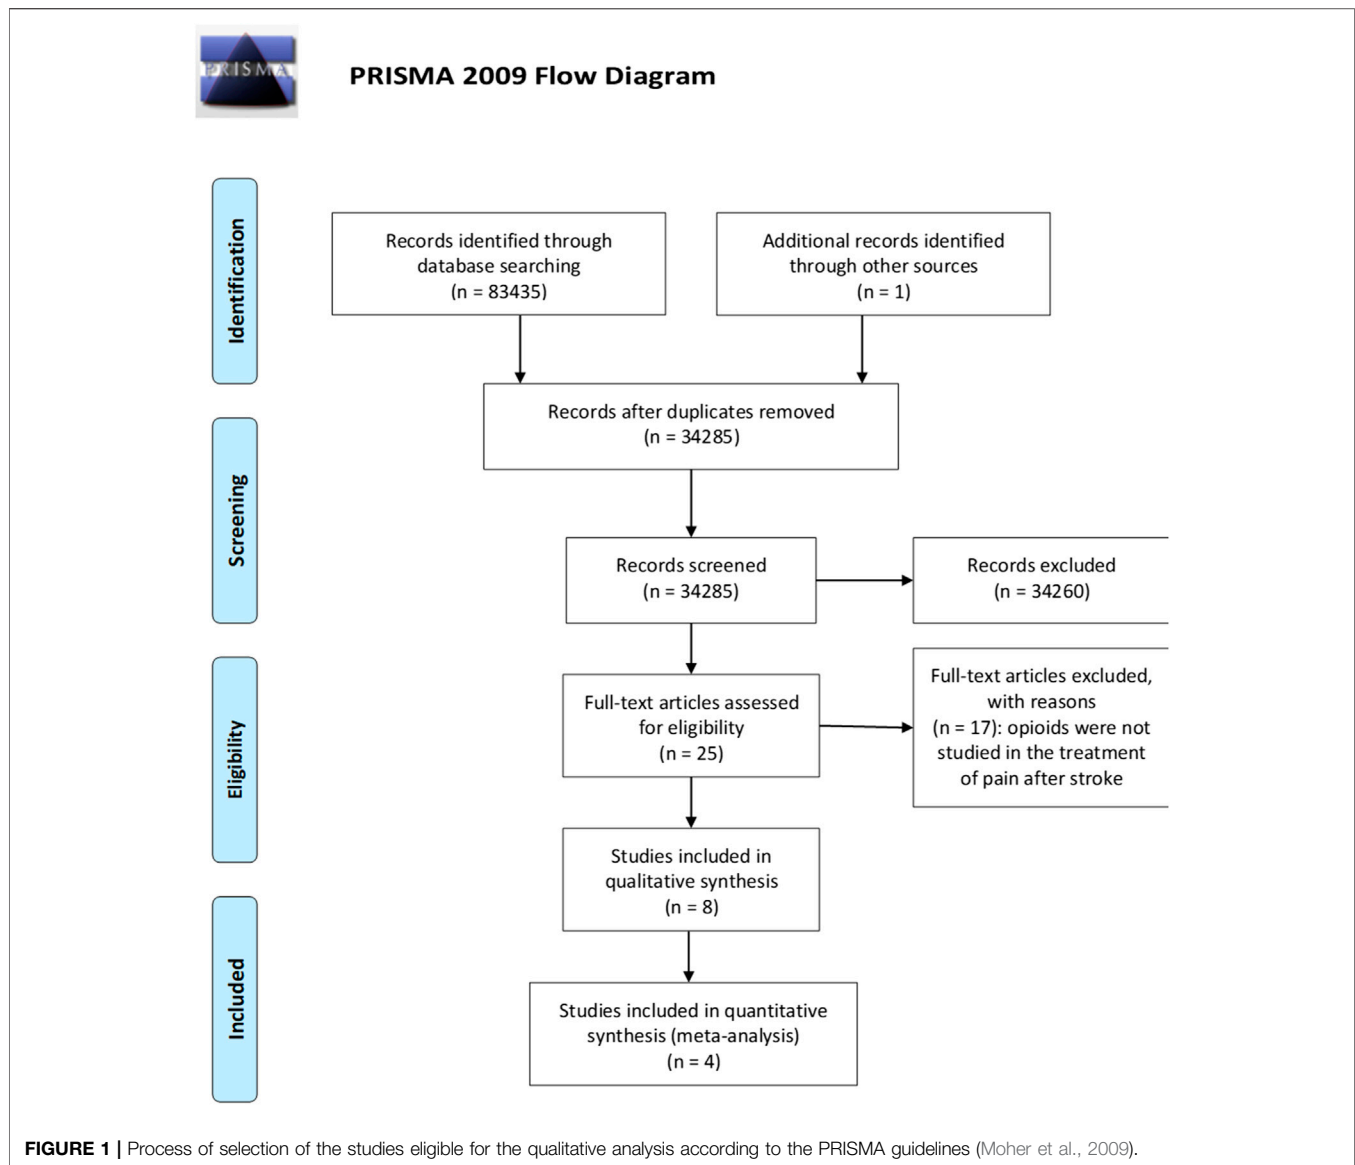 PRISMA
PRISMA 2009 Flow Diagram
Identification
Records identified through
database searching
(n = 83435)
Additional records identified
through other sources
(n = 1)
Records after duplicates removed
(n = 34285)
Screening
Records screened
(n = 34285)
Records excluded
(n = 34260)
Eligibility
Full-text articles assessed
for eligibility
(n = 25)
Full-text articles excluded,
with reasons
(n = 17): opioids were not
studied in the treatment
of pain after stroke
Studies included in
qualitative synthesis
(n = 8)
Included
Studies included in quantitative
synthesis (meta-analysis)
(n = 4)
FIGURE 1 | Process of selection of the studies eligible for the qualitative analysis according to the PRISMA guidelines (Moher et al., 2009).